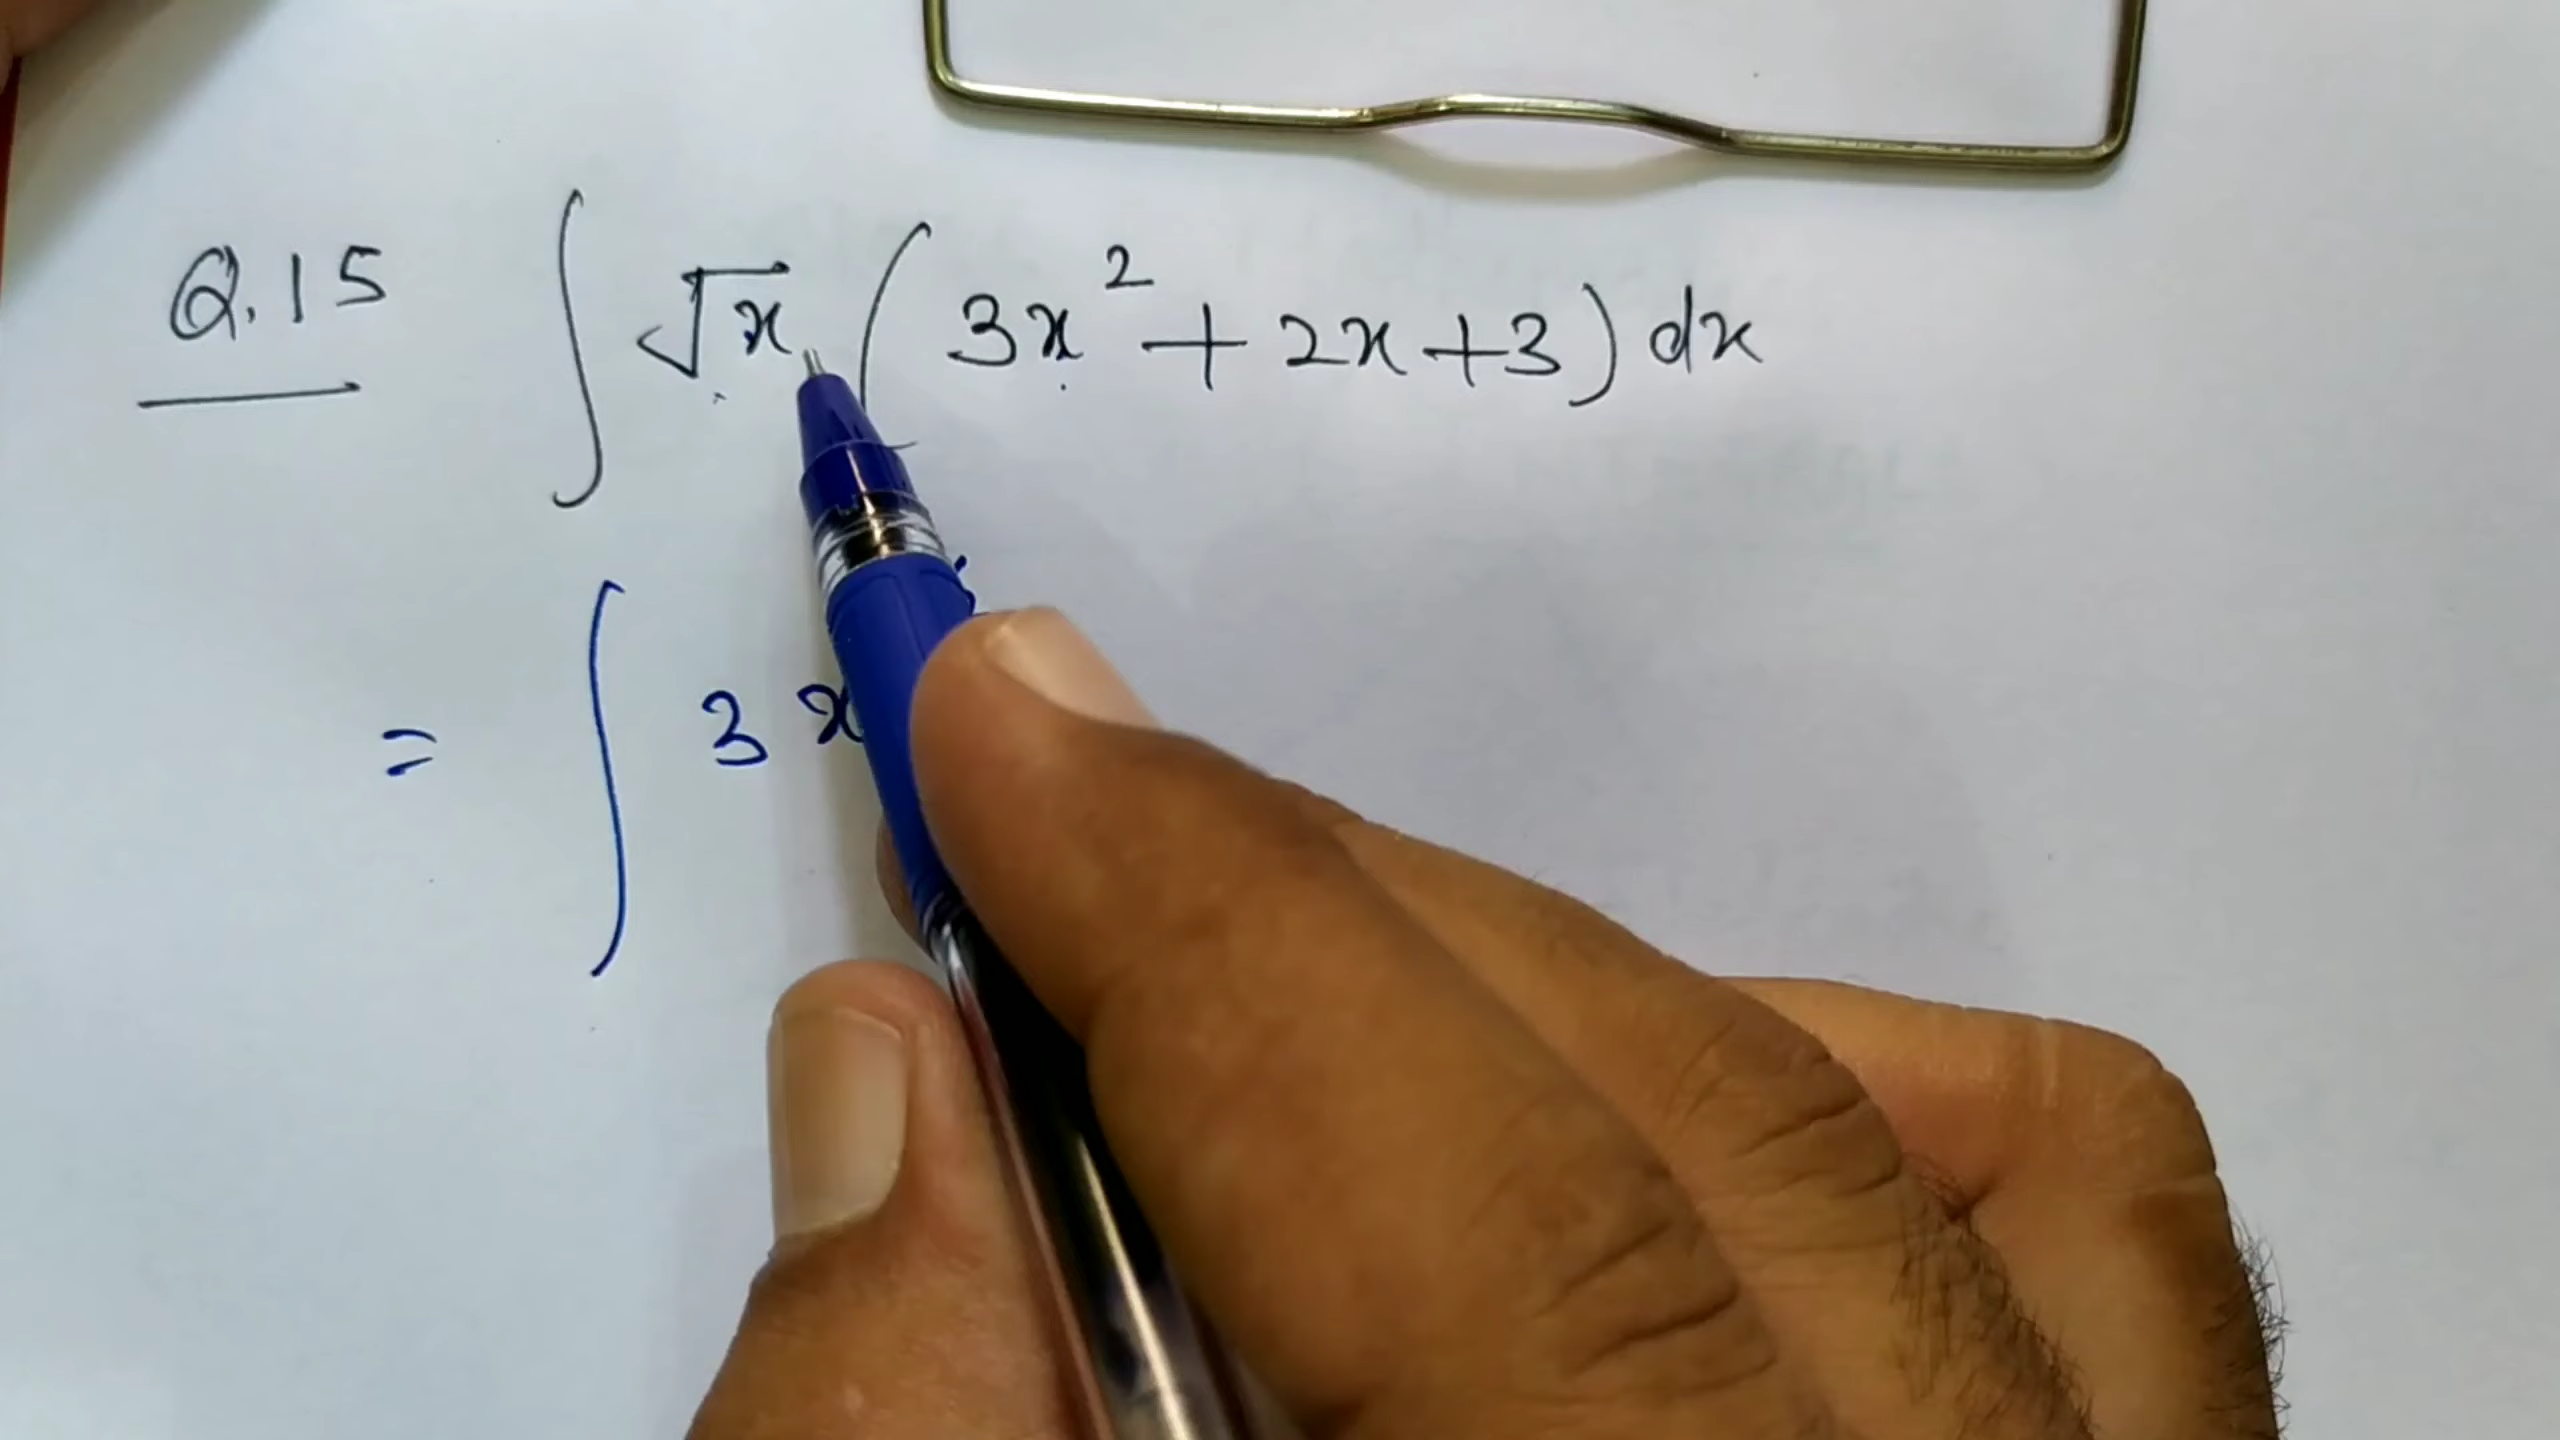 Q.15 ∫ √x (3x² + 2x + 3) dx
= ∫ 3 x